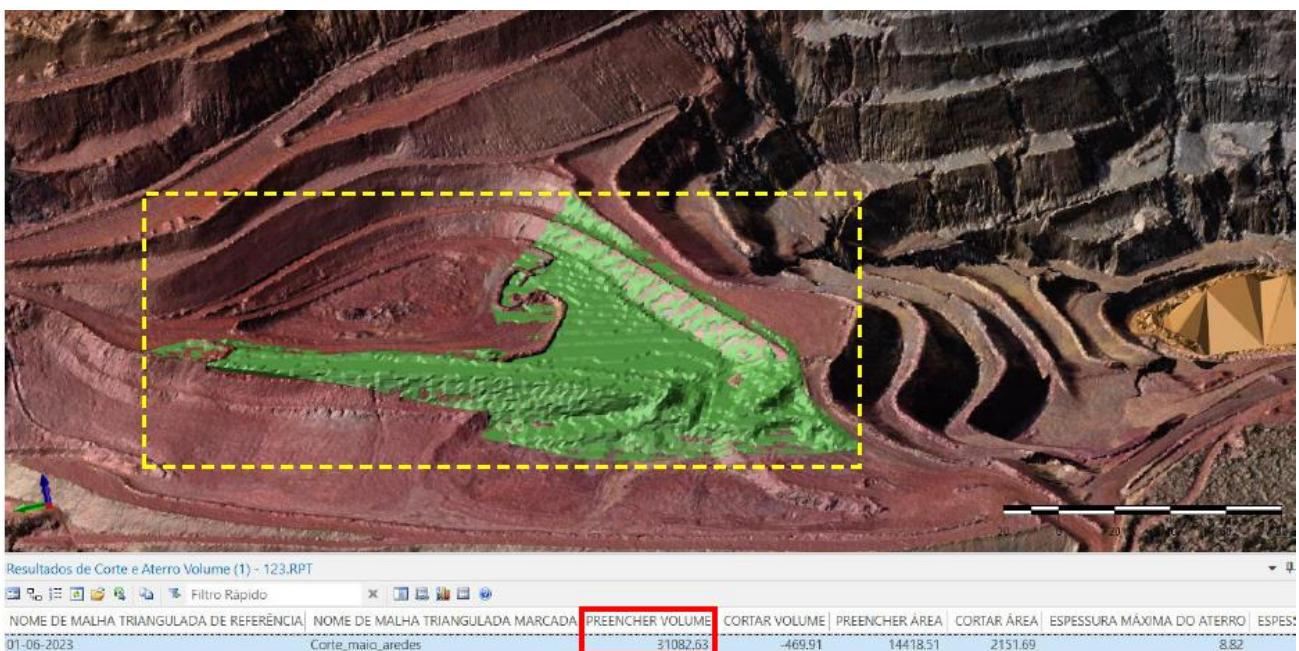 Resultados de Corte e Aterro Volume (1) - 123.RPT
Filtro Rápido
NOME DE MALHA TRIANGULADA DE REFERÊNCIA NOME DE MALHA TRIANGULADA MARCADA PREENCHER VOLUME CORTAR VOLUME PREENCHER ÁREA CORTAR ÁREA ESPESSURA MÁXIMA DO ATERRO ESPESS
01-06-2023 Corte_maio_aredes 31082.63 -469.91 14418.51 2151.69 8.82